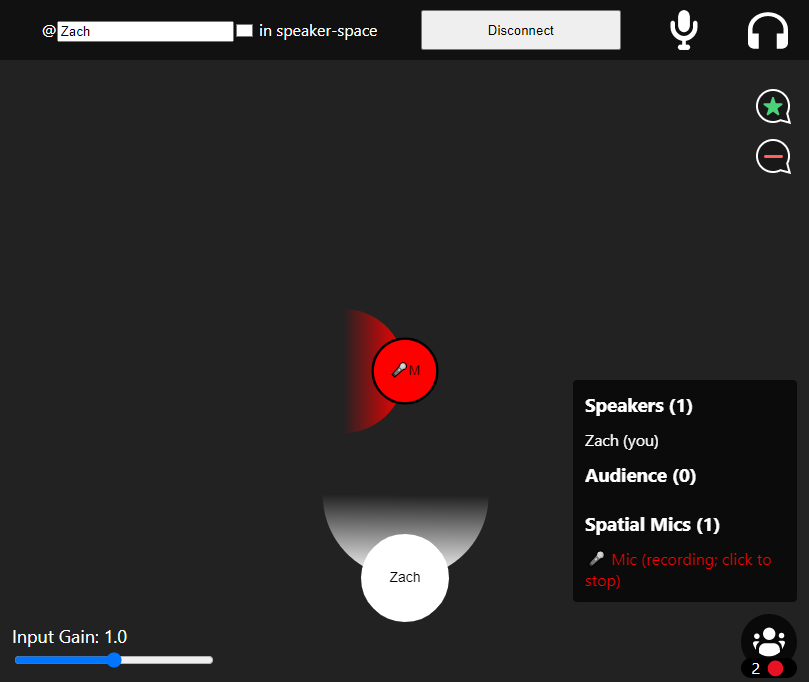 @Zach in speaker-space
Disconnect
🎤M
Zach
Speakers (1)
Zach (you)
Audience (0)
Spatial Mics (1)
🎤 Mic (recording; click to
stop)
Input Gain: 1.0
2